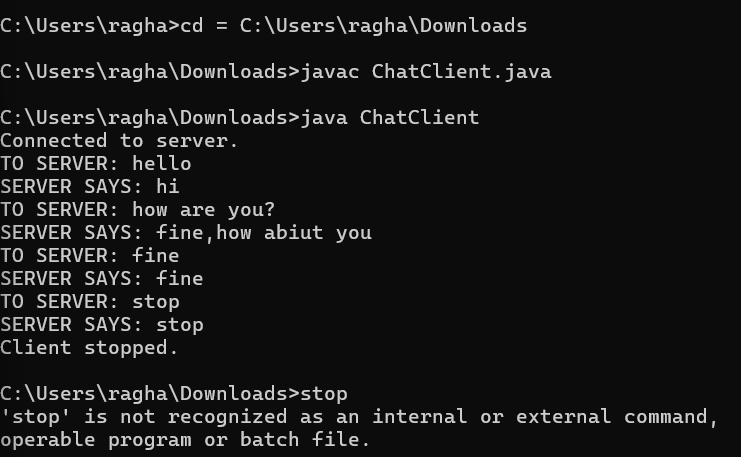 C:\Users\ragha>cd = C:\Users\ragha\Downloads
C:\Users\ragha\Downloads>javac ChatClient.java
C:\Users\ragha\Downloads>java ChatClient
Connected to server.
TO SERVER: hello
SERVER SAYS: hi
TO SERVER: how are you?
SERVER SAYS: fine,how abiut you
TO SERVER: fine
SERVER SAYS: fine
TO SERVER: stop
SERVER SAYS: stop
Client stopped.
C:\Users\ragha\Downloads>stop
'stop' is not recognized as an internal or external command,
operable program or batch file.